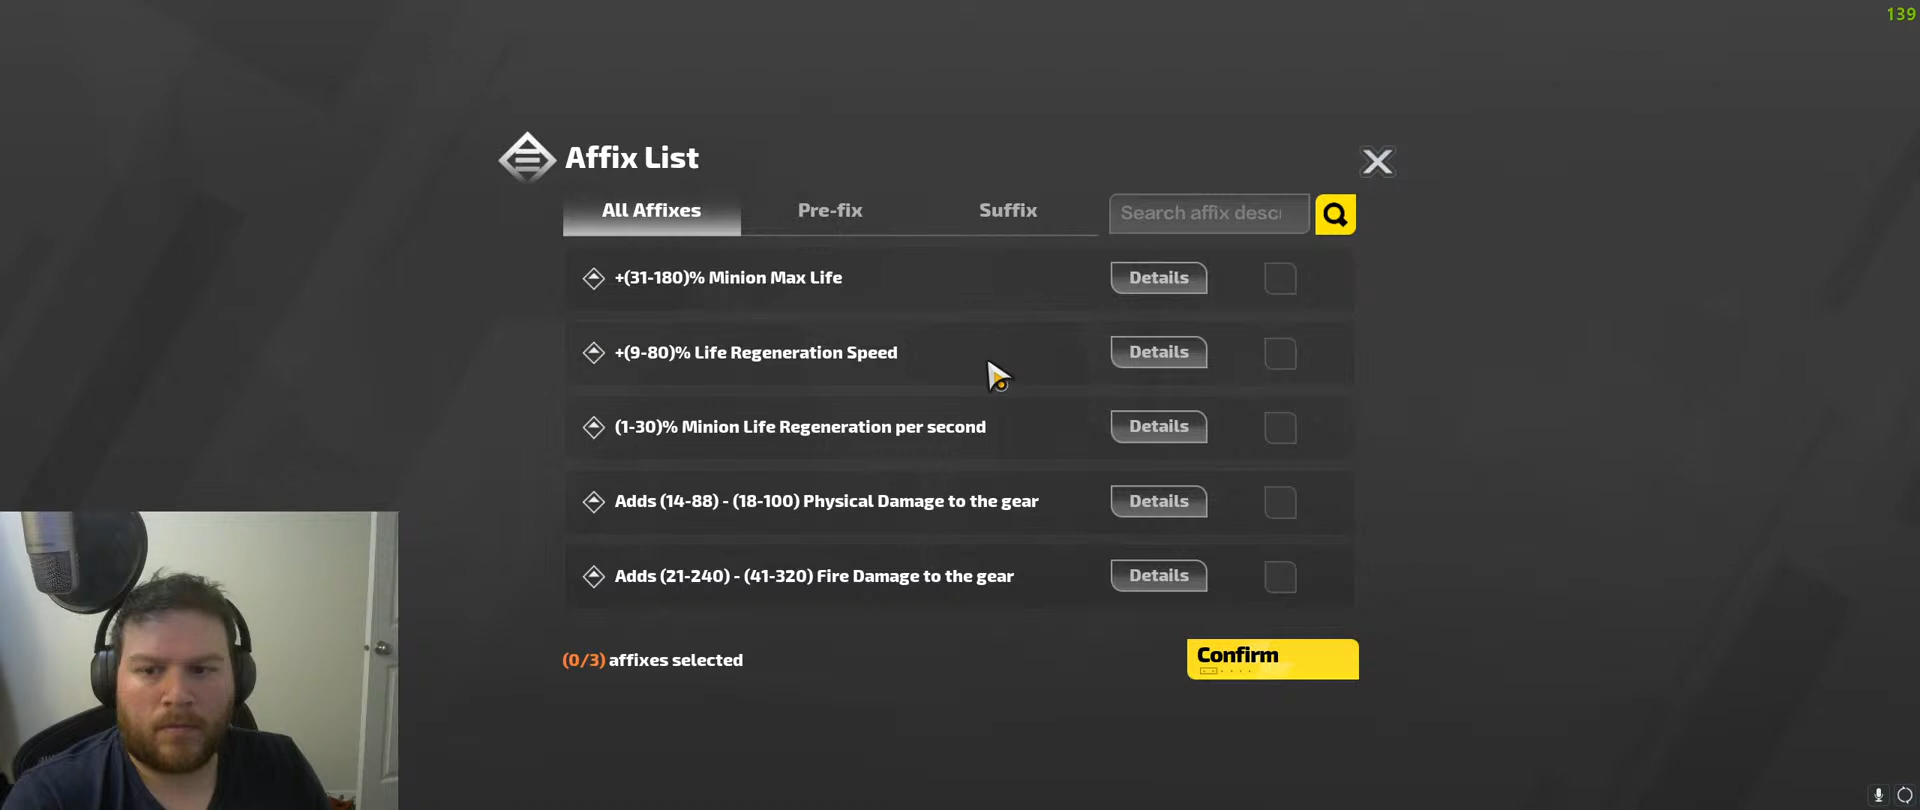 139
Affix List
All Affixes Pre-fix Suffix Search affix desc
+(31-180)% Minion Max Life Details
+(9-80)% Life Regeneration Speed Details
(1-30)% Minion Life Regeneration per second Details
Adds (14-88) - (18-100) Physical Damage to the gear Details
Adds (21-240) - (41-320) Fire Damage to the gear Details
(0/3) affixes selected Confirm